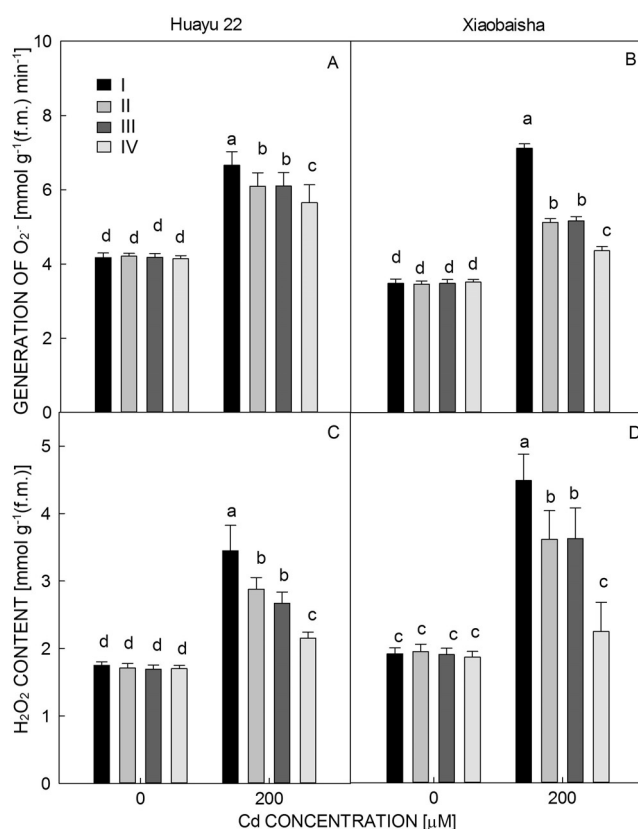 Huayu 22
Xiaobaisha
GENERATION OF O₂·⁻ [mmol g⁻¹(f.m.) min⁻¹]
10
8
6
4
2
0
A
I
II
III
IV
d d d d
a b b c
B
d d d d
a b b c
H₂O₂ CONTENT [mmol g⁻¹(f.m.)]
5
4
3
2
1
0
C
d d d d
a b b c
D
c c c c
a b b c
0 200 0 200
Cd CONCENTRATION [μM]